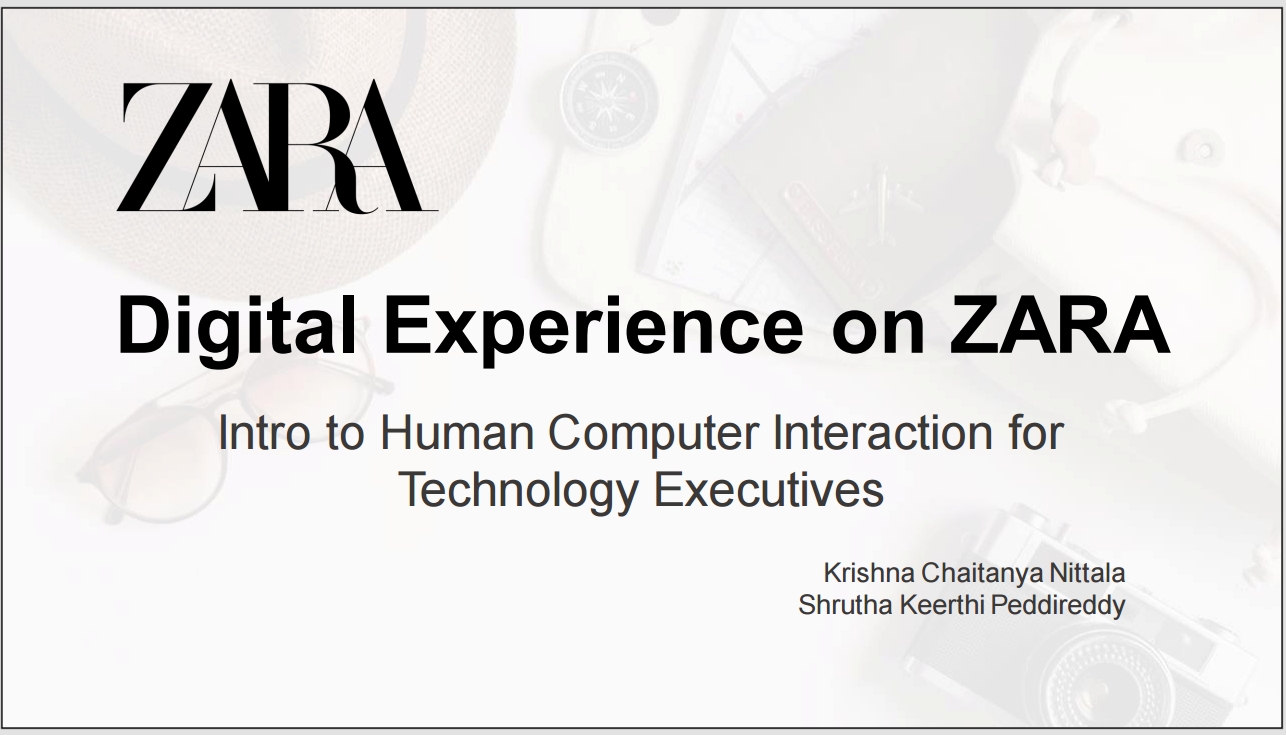 ZARA
Digital Experience on ZARA
Intro to Human Computer Interaction for
Technology Executives
Krishna Chaitanya Nittala
Shrutha Keerthi Peddireddy